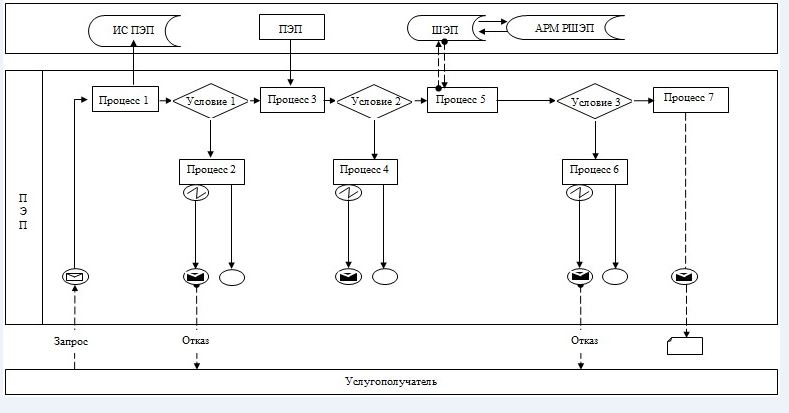 ИС ПЭП
ПЭП
ШЭП
АРМ РШЭП
Процесс 1
Условие 1
Процесс 3
Условие 2
Процесс 5
Условие 3
Процесс 7
Процесс 2
Процесс 4
Процесс 6
П
Э
П
Запрос
Отказ
Отказ
Услугополучатель